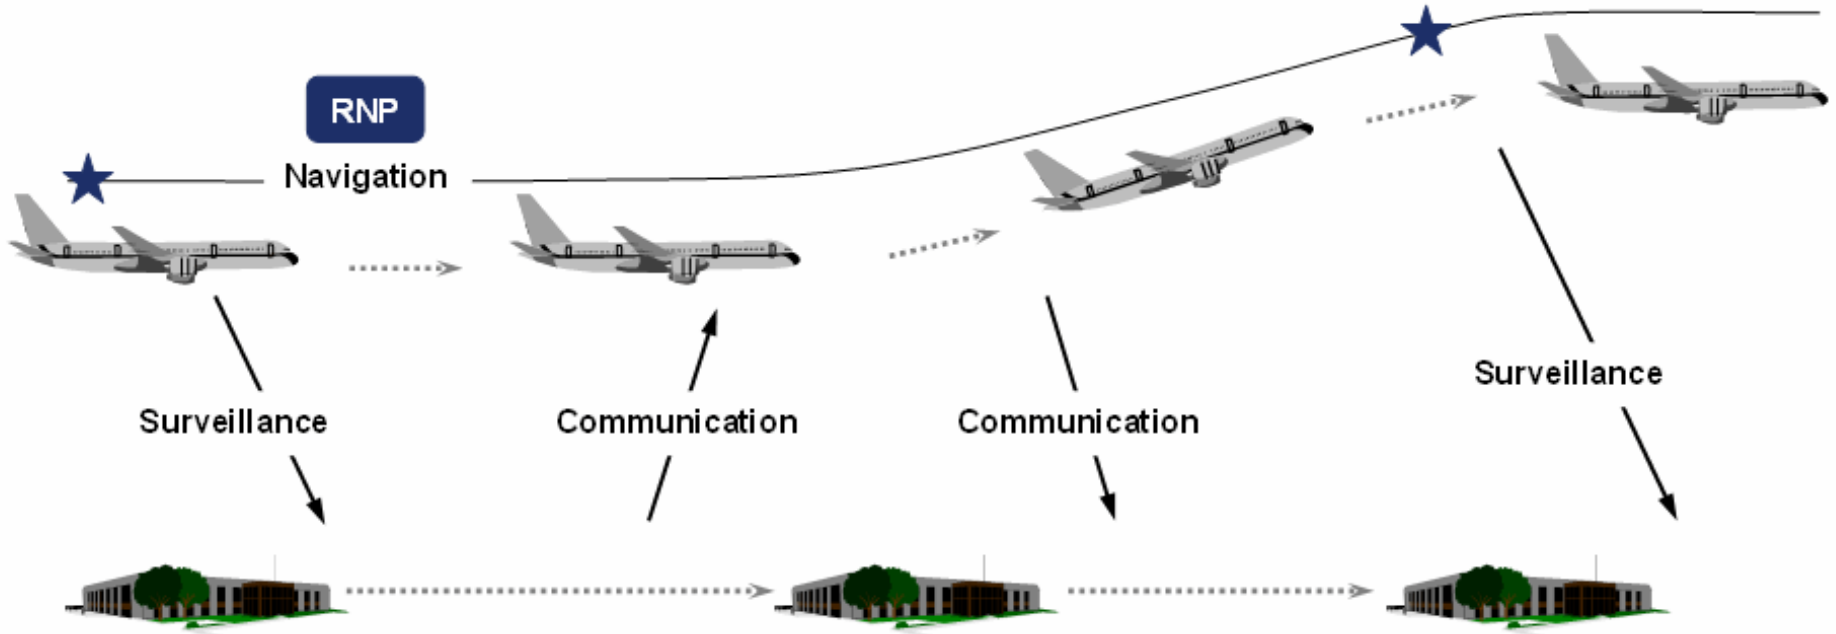 RNP
Navigation
Surveillance
Communication
Communication
Surveillance